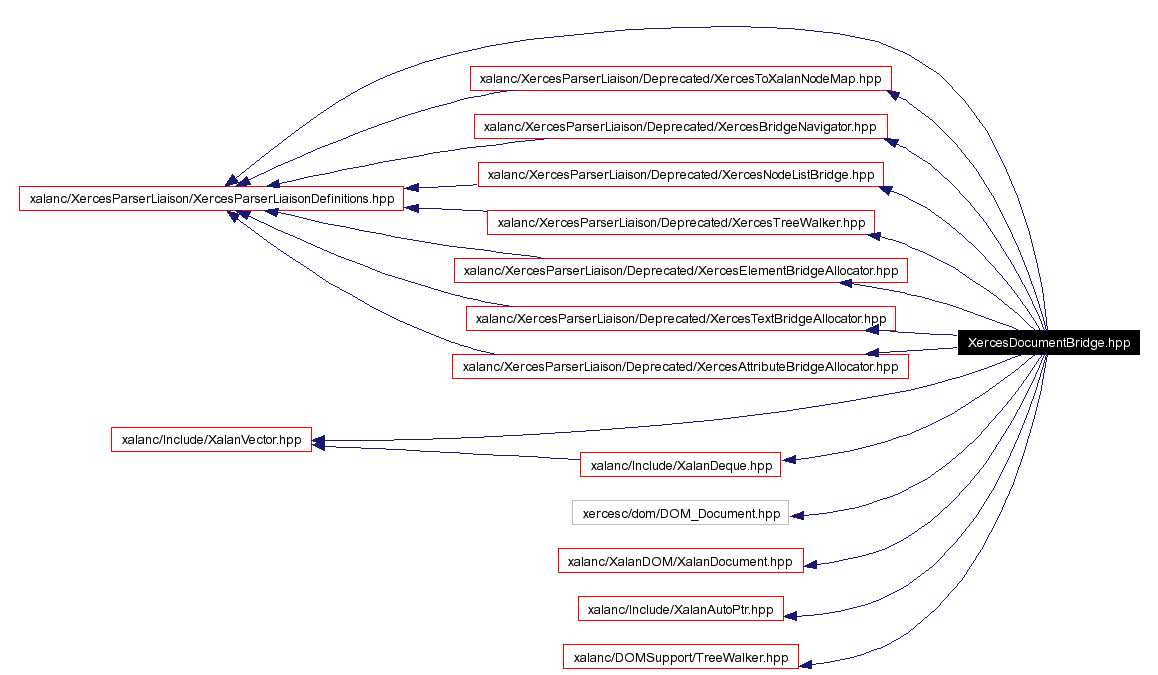 xalanc/XercesParserLiaison/Deprecated/XercesToXalanNodeMap.hpp
xalanc/XercesParserLiaison/Deprecated/XercesBridgeNavigator.hpp
xalanc/XercesParserLiaison/Deprecated/XercesNodeListBridge.hpp
xalanc/XercesParserLiaison/XercesParserLiaisonDefinitions.hpp
xalanc/XercesParserLiaison/Deprecated/XercesTreeWalker.hpp
xalanc/XercesParserLiaison/Deprecated/XercesElementBridgeAllocator.hpp
xalanc/XercesParserLiaison/Deprecated/XercesTextBridgeAllocator.hpp
XercesDocumentBridge.hpp
xalanc/XercesParserLiaison/Deprecated/XercesAttributeBridgeAllocator.hpp
xalanc/Include/XalanVector.hpp
xalanc/Include/XalanDeque.hpp
xercesc/dom/DOM_Document.hpp
xalanc/XalanDOM/XalanDocument.hpp
xalanc/Include/XalanAutoPtr.hpp
xalanc/DOMSupport/TreeWalker.hpp